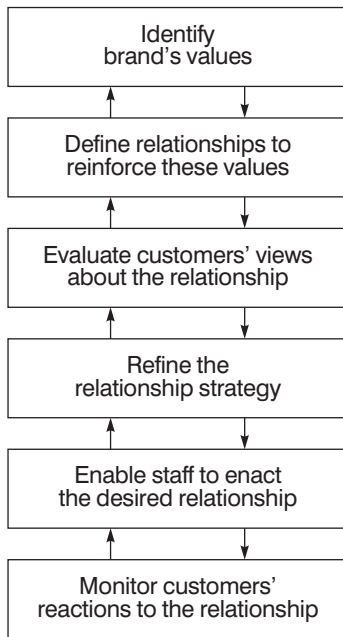 Identify
brand’s values
Define relationships to
reinforce these values
Evaluate customers’ views
about the relationship
Refine the
relationship strategy
Enable staff to enact
the desired relationship
Monitor customers’
reactions to the relationship